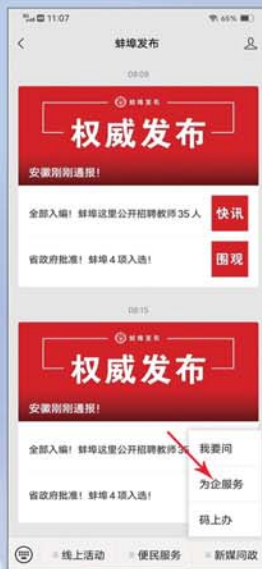 11:07
65%
蚌埠发布
08:09
蚌埠发布
权威发布
安徽刚刚通报！
全部入编！蚌埠这里公开招聘教师35人
快讯
省政府批准！蚌埠4项入选！
围观
08:15
蚌埠发布
权威发布
安徽刚刚通报！
全部入编！蚌埠这里公开招聘教师35
省政府批准！蚌埠4项入选！
我要问
为企服务
码上办
线上活动
便民服务
新媒问政